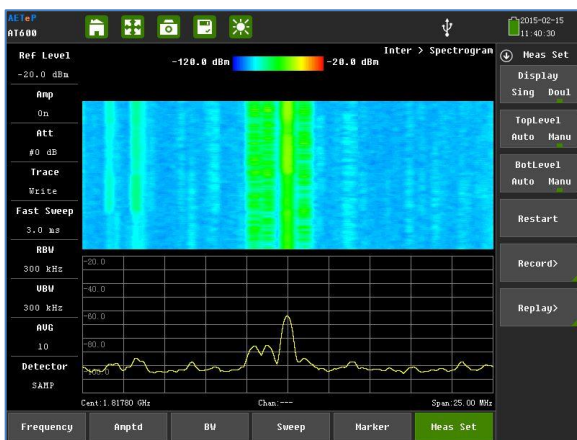 AETeP
AT600
2015-02-15
11:40:30
Ref Level
-20.0 dBm
Amp
On
Att
#0 dB
Trace
Write
Fast Sweep
3.0 ms
RBW
300 kHz
VBW
300 kHz
AVG
10
Detector
SAMP
Inter > Spectrogram
-120.0 dBm
-20.0 dBm
-20.0
-40.0
-60.0
-80.0
-100.0
Cent:1.81780 GHz
Chan:---
Span:25.00 MHz
Meas Set
Display
Sing Doul
TopLevel
Auto Manu
BotLevel
Auto Manu
Restart
Record>
Replay>
Frequency
Amptd
BW
Sweep
Marker
Meas Set